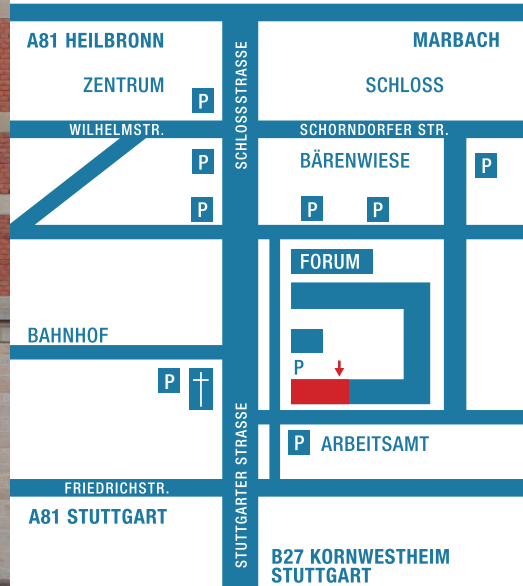 A81 HEILBRONN
MARBACH
ZENTRUM
SCHLOSS
P
SCHLOSSSTRASSE
WILHELMSTR.
SCHORNDORFER STR.
P
BÄRENWIESE
P
P
P
P
FORUM
BAHNHOF
P
P
STUTTGARTER STRASSE
P
ARBEITSAMT
FRIEDRICHSTR.
A81 STUTTGART
B27 KORNWESTHEIM
STUTTGART